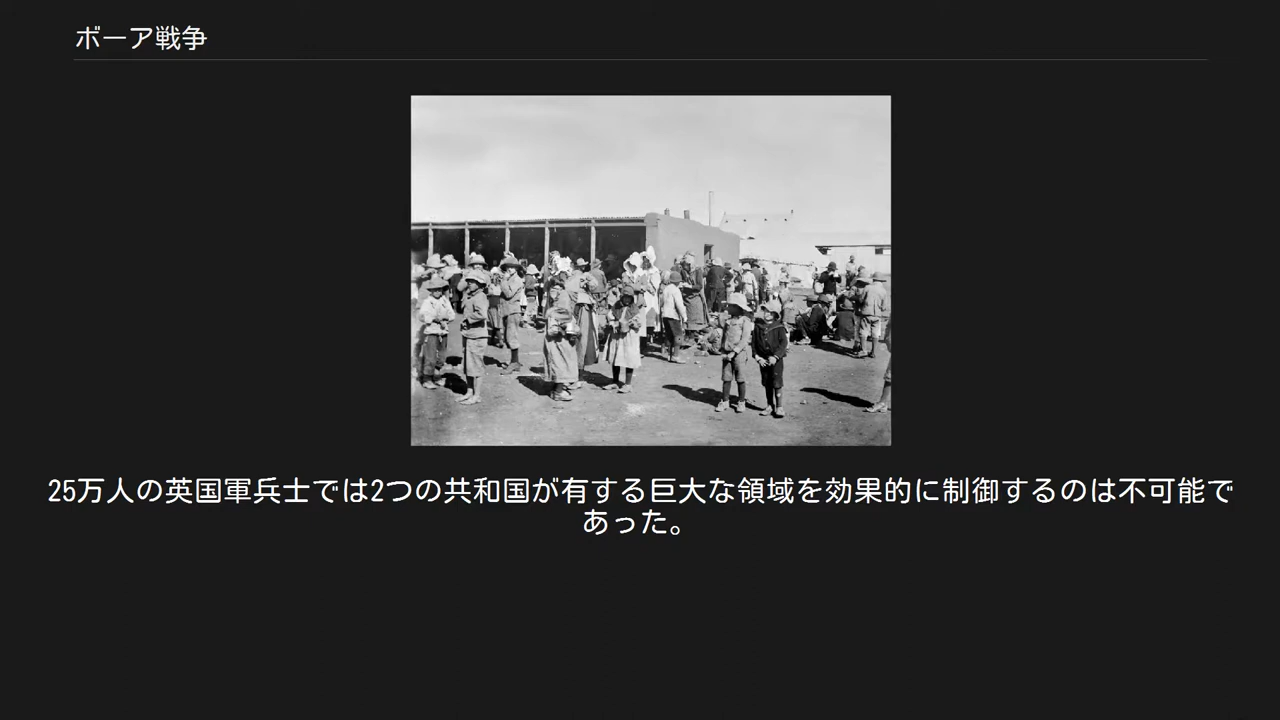 ボーア戦争
25万人の英国軍兵士では2つの共和国が有する巨大な領域を効果的に制御するのは不可能で
あった。